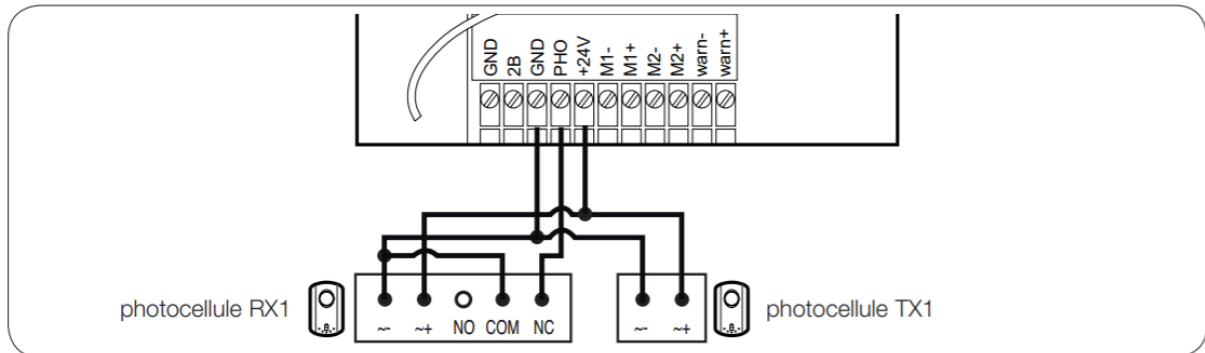 GND 2B GND PHO +24V M1- M1+ M2- M2+ warn- warn+
photocellule RX1
~- ~+ NO COM NC
~- ~+
photocellule TX1